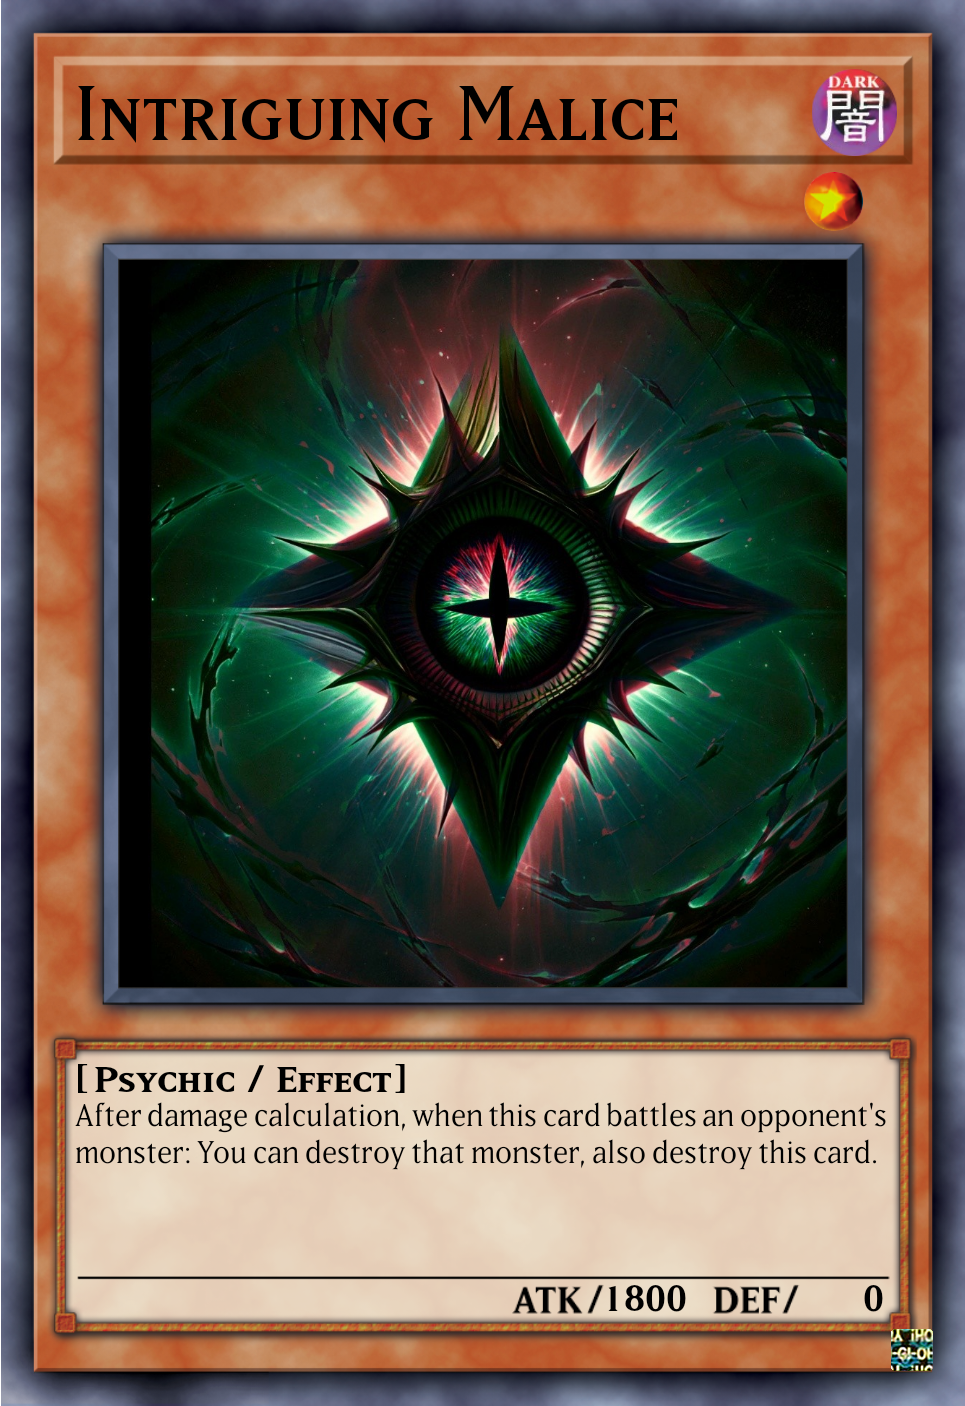 Intriguing Malice
DARK
闇
[Psychic / Effect]
After damage calculation, when this card battles an opponent's
monster: You can destroy that monster, also destroy this card.
ATK/1800 DEF/ 0